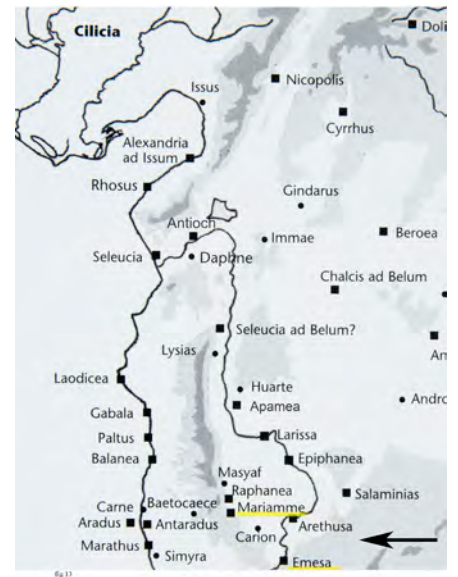 Cilicia
Doli
Issus
Nicopolis
Cyrrhus
Alexandria
ad Issum
Rhosus
Gindarus
Antioch
Beroea
Immae
Seleucia
Daphne
Chalcis ad Belum
Seleucia ad Belum?
An
Lysias
Laodicea
Huarte
Andro
Apamea
Gabala
Paltus
Larissa
Balanea
Epiphanea
Masyaf
Raphanea
Salaminias
Carne
Baetocaece
Mariamme
Aradus
Antaradus
Arethusa
Carion
Marathus
Simyra
Emesa